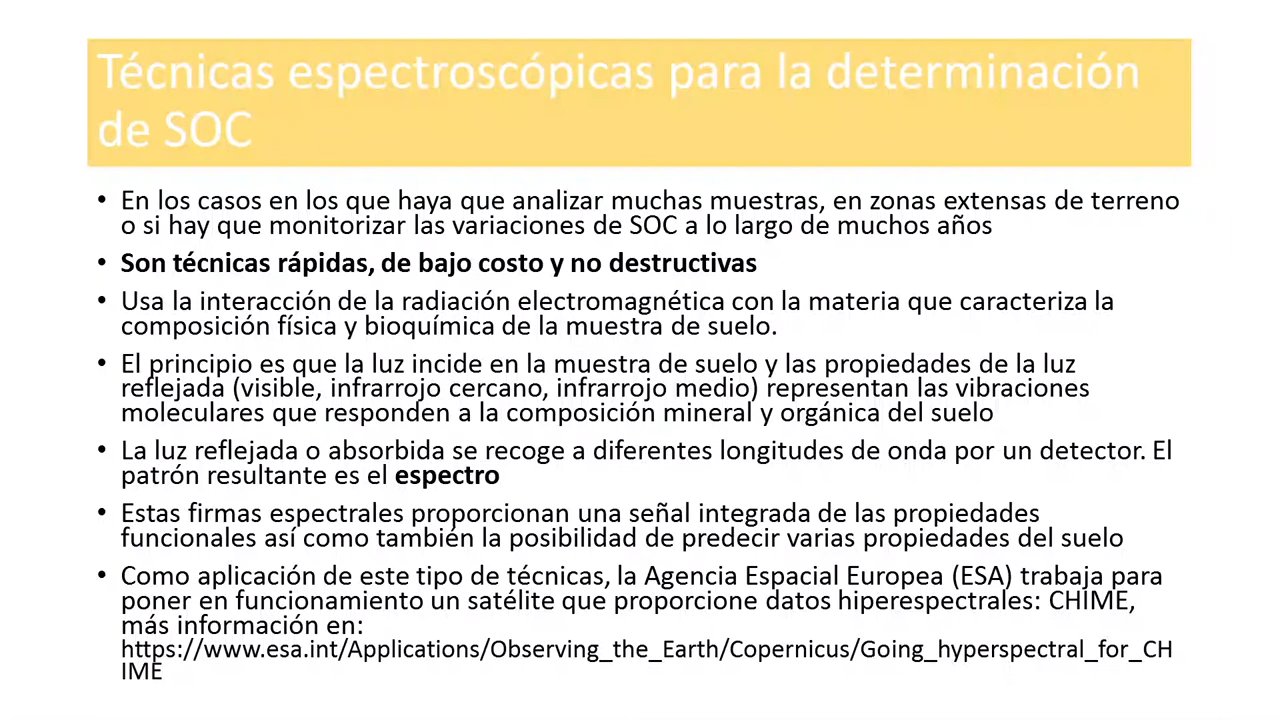 Técnicas espectroscópicas para la determinación
de SOC
• En los casos en los que haya que analizar muchas muestras, en zonas extensas de terreno
o si hay que monitorizar las variaciones de SOC a lo largo de muchos años
• Son técnicas rápidas, de bajo costo y no destructivas
• Usa la interacción de la radiación electromagnética con la materia que caracteriza la
composición física y bioquímica de la muestra de suelo.
• El principio es que la luz incide en la muestra de suelo y las propiedades de la luz
reflejada (visible, infrarrojo cercano, infrarrojo medio) representan las vibraciones
moleculares que responden a la composición mineral y orgánica del suelo
• La luz reflejada o absorbida se recoge a diferentes longitudes de onda por un detector. El
patrón resultante es el espectro
• Estas firmas espectrales proporcionan una señal integrada de las propiedades
funcionales así como también la posibilidad de predecir varias propiedades del suelo
• Como aplicación de este tipo de técnicas, la Agencia Espacial Europea (ESA) trabaja para
poner en funcionamiento un satélite que proporcione datos hiperespectrales: CHIME,
más información en:
https://www.esa.int/Applications/Observing_the_Earth/Copernicus/Going_hyperspectral_for_CH
IME